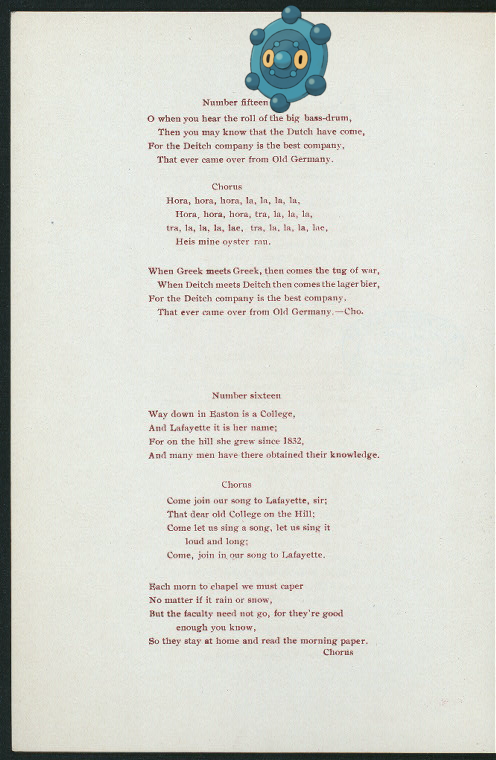 Number fifteen
O when you hear the roll of the big bass-drum,
Then you may know that the Dutch have come,
For the Deitch company is the best company,
That ever came over from Old Germany.
Chorus
Hora, hora, hora, la, la, la, la,
Hora, hora, hora, tra, la, la, la,
tra, la, la, la, lae, tra, la, la, la, lae,
Heis mine oyster rau.
When Greek meets Greek, then comes the tug of war,
When Deitch meets Deitch then comes the lager bier,
For the Deitch company is the best company.
That ever came over from Old Germany.—Cho.
Number sixteen
Way down in Easton is a College,
And Lafayette it is her name;
For on the hill she grew since 1832,
And many men have there obtained their knowledge.
Chorus
Come join our song to Lafayette, sir;
That dear old College on the Hill;
Come let us sing a song, let us sing it
loud and long;
Come, join in our song to Lafayette.
Each morn to chapel we must caper
No matter if it rain or snow,
But the faculty need not go, for they're good
enough you know,
So they stay at home and read the morning paper.
Chorus